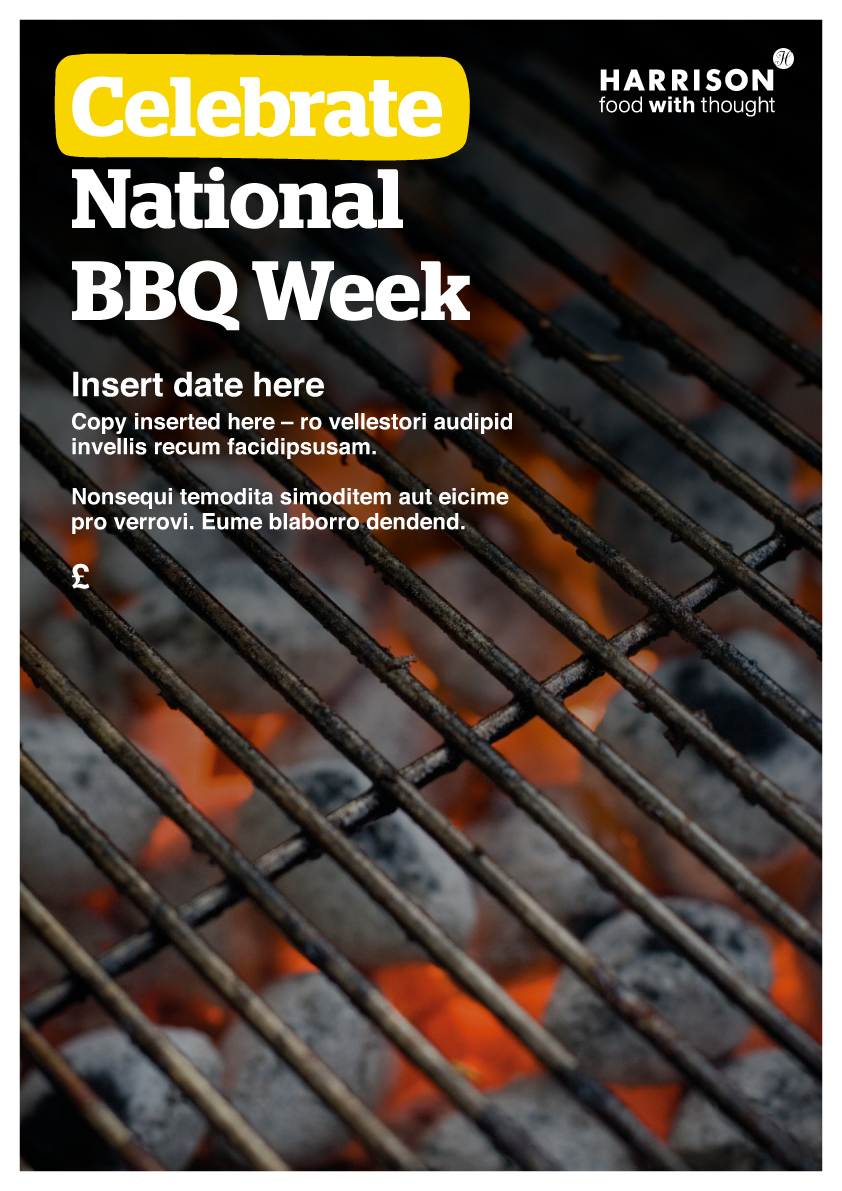 Celebrate
National
BBQ Week
H
HARRISON
food with thought
Insert date here
Copy inserted here – ro vellestori audipid
invellis recum facidipsusam.
Nonsequi temodita simoditem aut eicime
pro verrovi. Eume blaborro dendend.
£